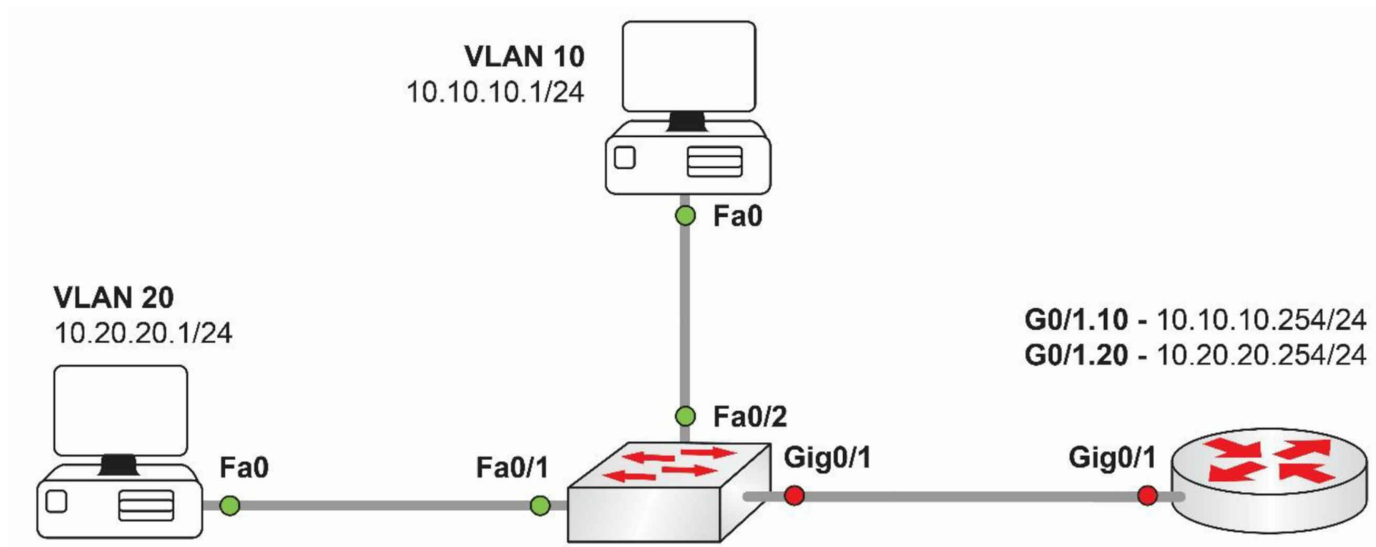 VLAN 10
10.10.10.1/24
Fa0
VLAN 20
10.20.20.1/24
G0/1.10 - 10.10.10.254/24
G0/1.20 - 10.20.20.254/24
Fa0/2
Fa0
Fa0/1
Gig0/1
Gig0/1